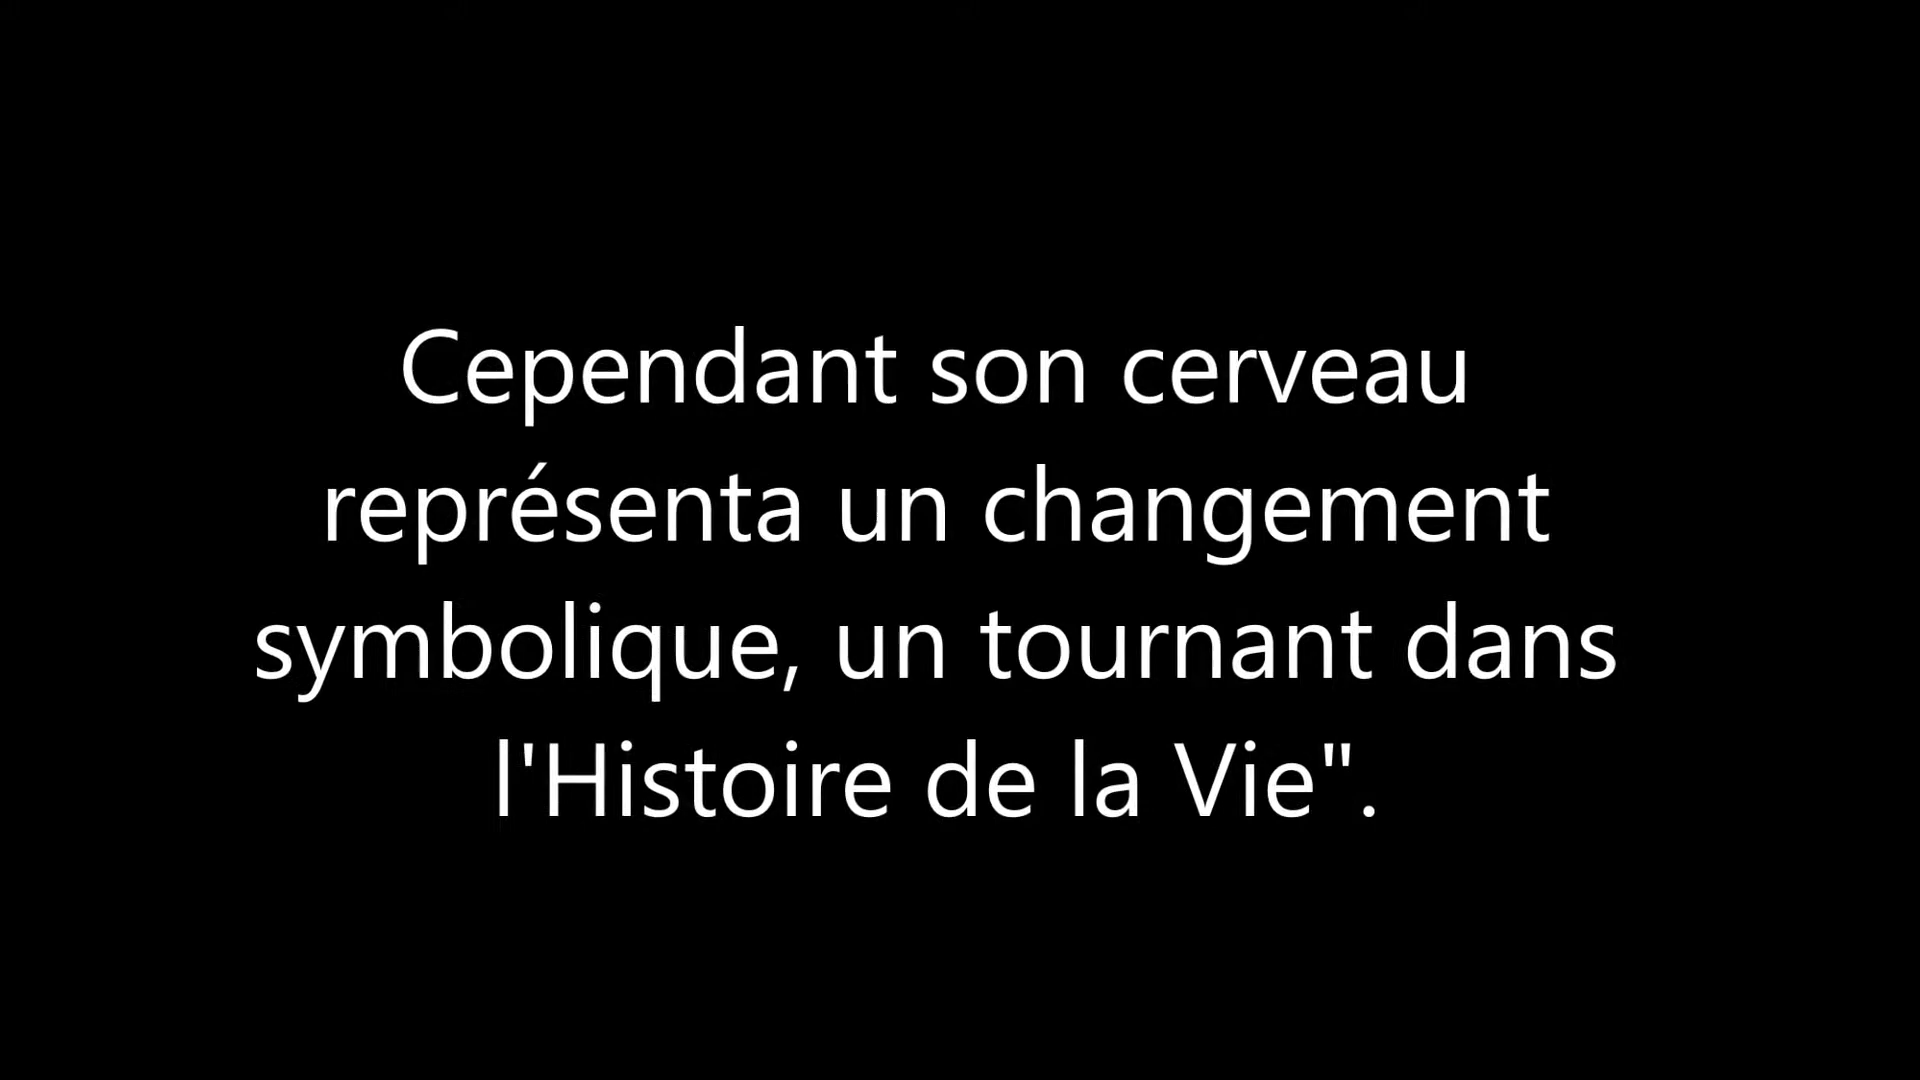 Cependant son cerveau
représenta un changement
symbolique, un tournant dans
l'Histoire de la Vie".